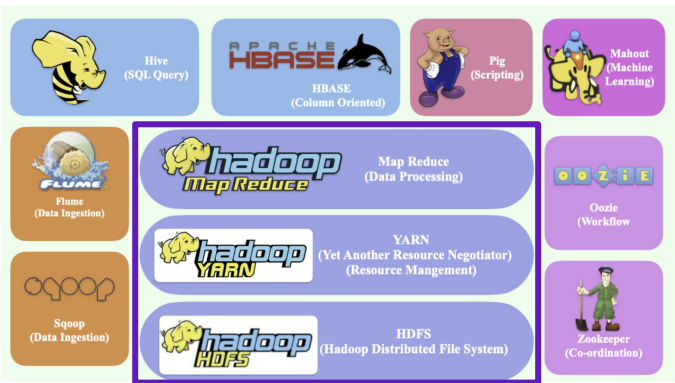 Hive
(SQL Query)
APACHE
HBASE
HBASE
(Column Oriented)
Pig
(Scripting)
Mahout
(Machine
Learning)
FLUME
Flume
(Data Ingestion)
hadoop
Map Reduce
Map Reduce
(Data Processing)
OOZiE
Oozie
(Workflow
hadoop
YARN
YARN
(Yet Another Resource Negotiator)
(Resource Mangement)
sqoop
Sqoop
(Data Ingestion)
hadoop
HDFS
HDFS
(Hadoop Distributed File System)
Zookeeper
(Co-ordination)